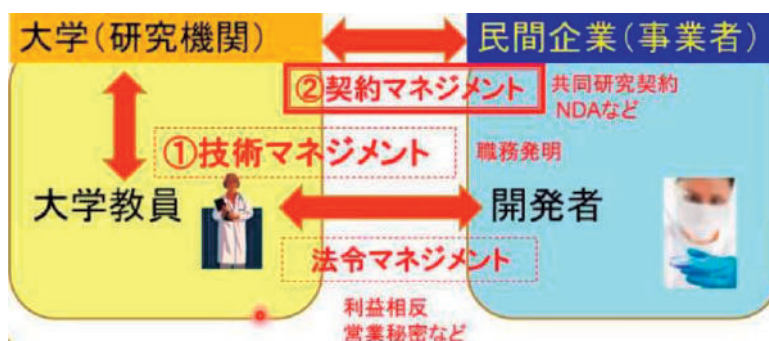 大学(研究機関)
民間企業(事業者)
②契約マネジメント
共同研究契約
NDAなど
①技術マネジメント
職務発明
大学教員
開発者
法令マネジメント
利益相反
営業秘密など